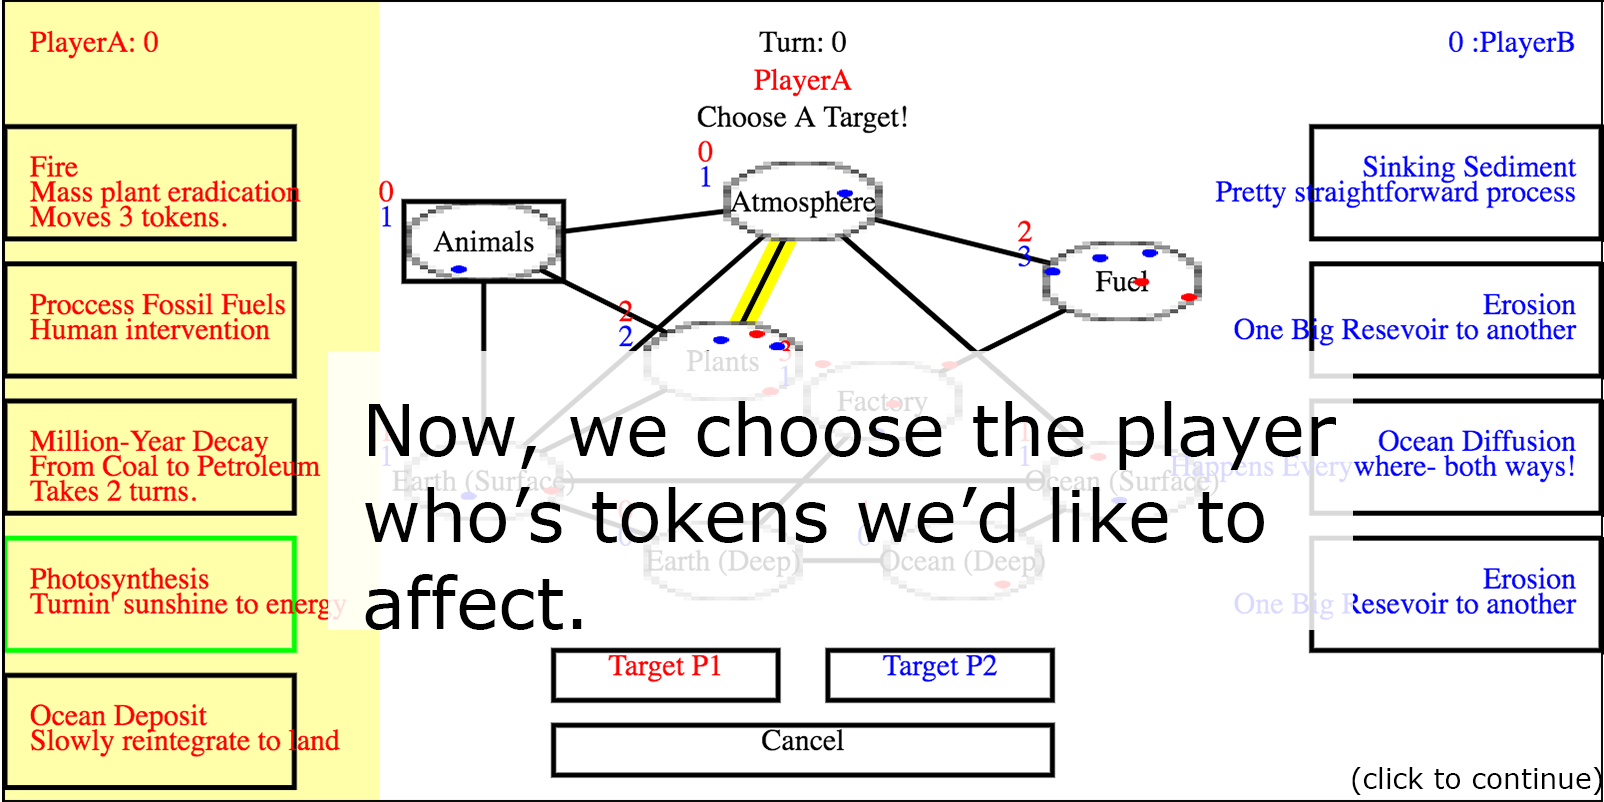 PlayerA: 0
Turn: 0
0 :PlayerB
PlayerA
Choose A Target!
Fire
Mass plant eradication
Moves 3 tokens.
Proccess Fossil Fuels
Human intervention
Million-Year Decay
From Coal to Petroleum
Takes 2 turns.
Photosynthesis
Turnin' sunshine to energy
Ocean Deposit
Slowly reintegrate to land
0
1
Animals
0
1
Atmosphere
2
3
Fuel
2
2
Plants
3
1
Factory
1
Earth (Surface)
1
1
Ocean (Surface)
Earth (Deep)
0
Ocean (Deep)
Now, we choose the player
who’s tokens we’d like to
affect.
Target P1
Target P2
Cancel
Sinking Sediment
Pretty straightforward process
Erosion
One Big Resevoir to another
Ocean Diffusion
Happens Everywhere- both ways!
Erosion
One Big Resevoir to another
(click to continue)